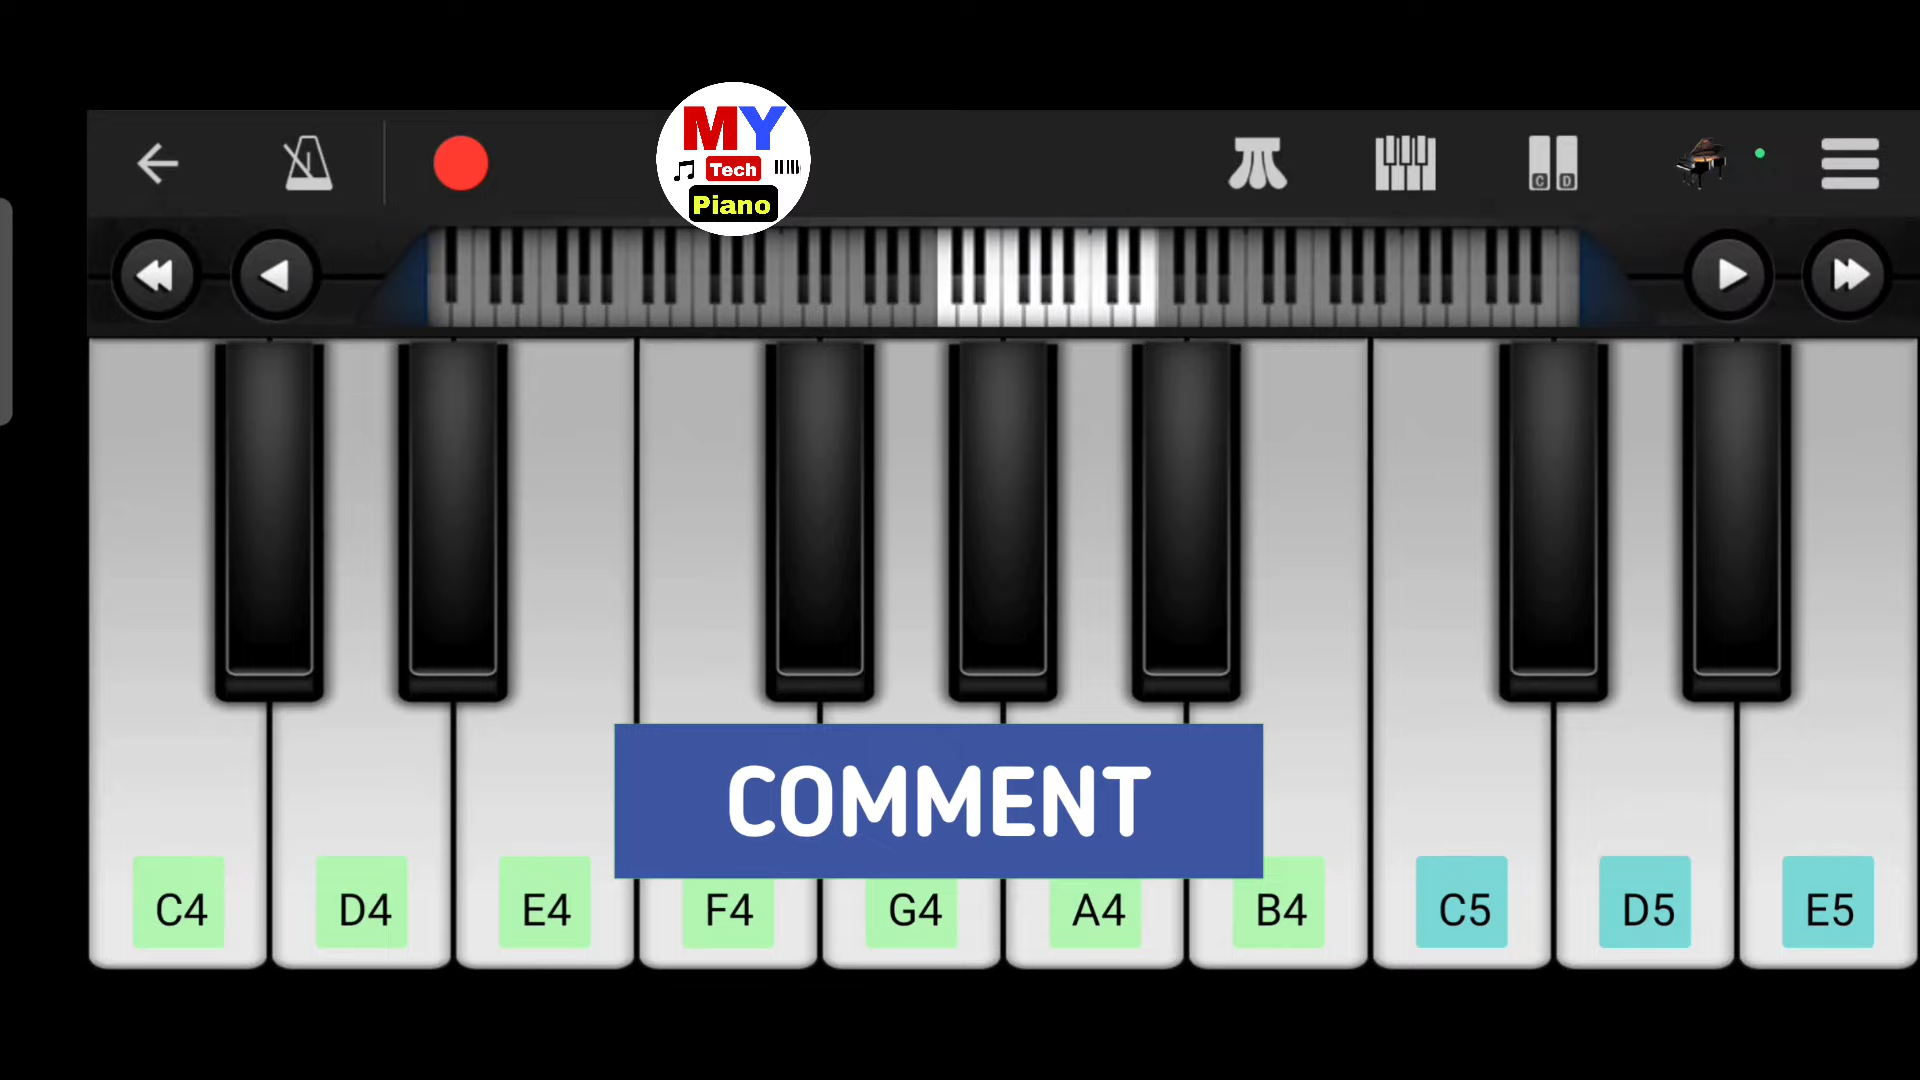 MY
Tech
Piano
C D
COMMENT
C4 D4 E4 F4 G4 A4 B4 C5 D5 E5